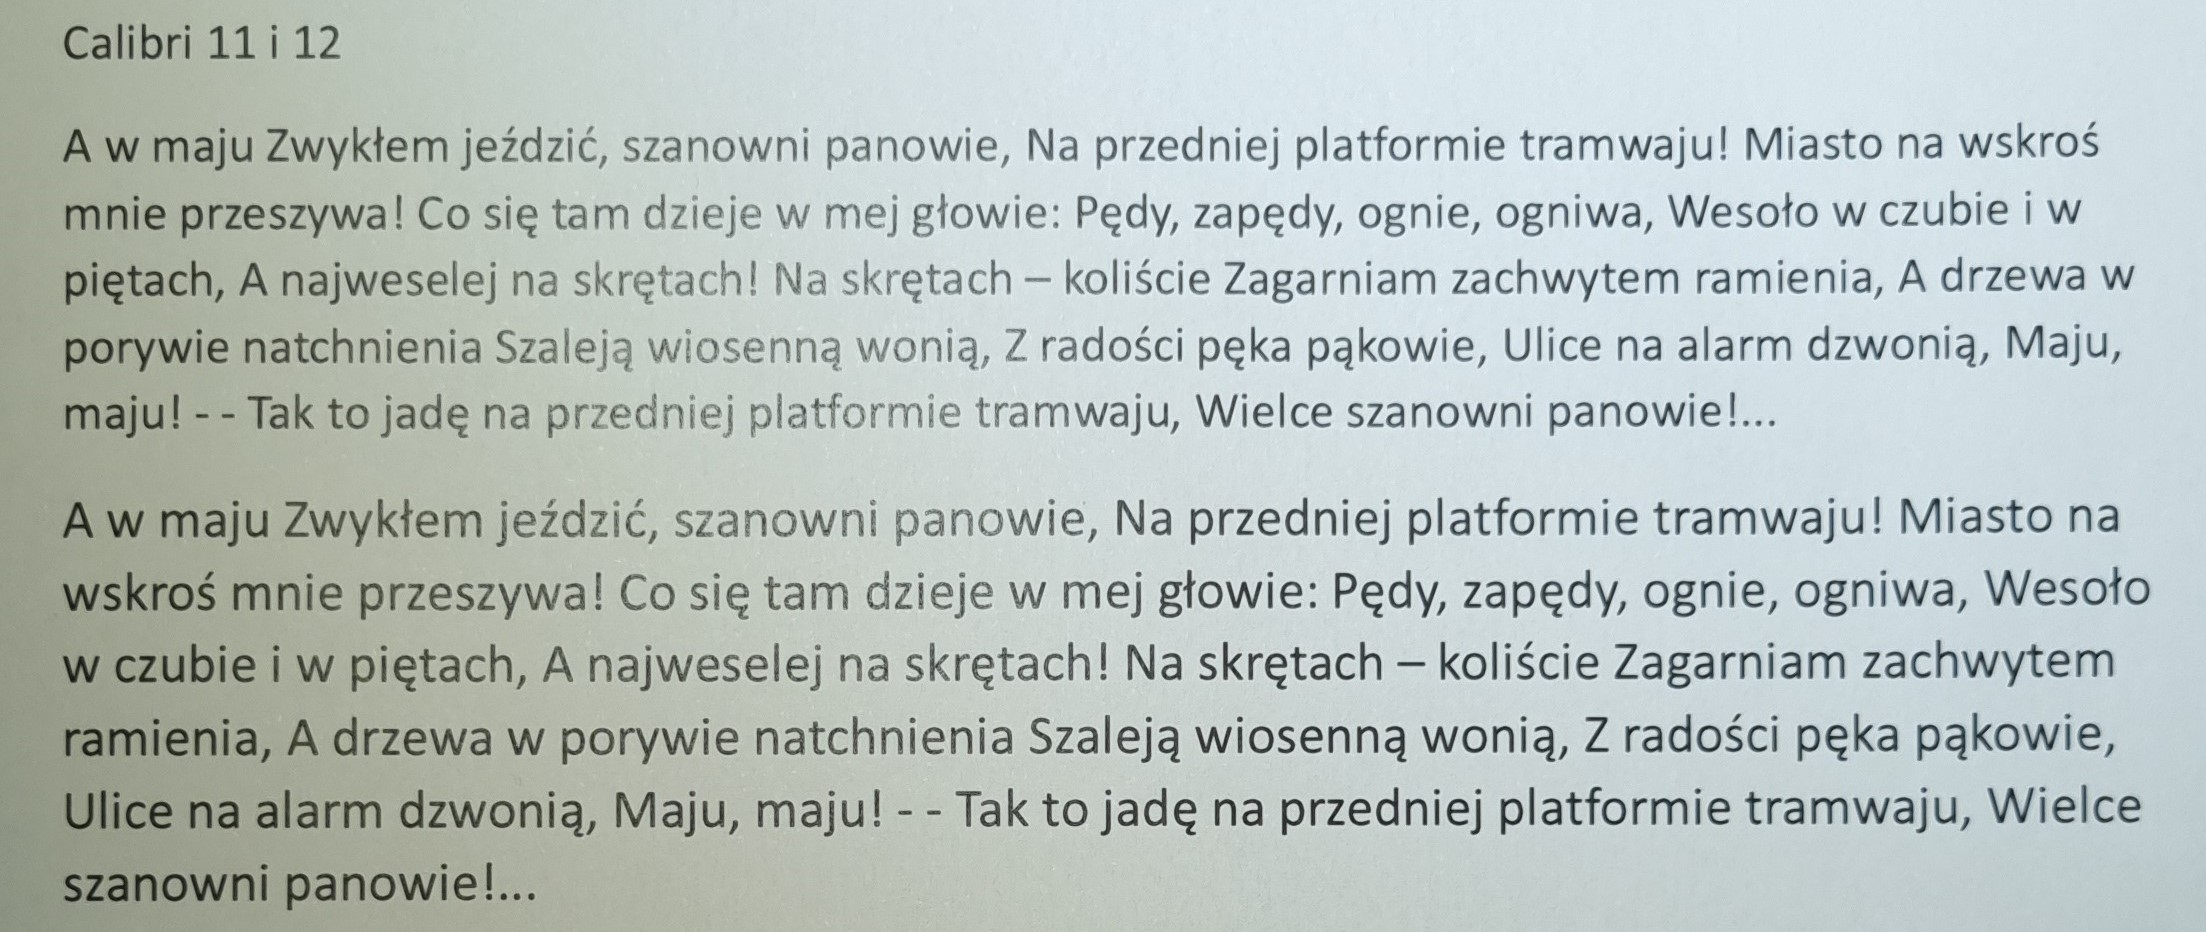 Calibri 11 i 12
A w maju Zwykłem jeździć, szanowni panowie, Na przedniej platformie tramwaju! Miasto na wskroś
mnie przeszywa! Co się tam dzieje w mej głowie: Pędy, zapędy, ognie, ogniwa, Wesoło w czubie i w
piętach, A najweselej na skrętach! Na skrętach – koliście Zagarniam zachwytem ramienia, A drzewa w
porywie natchnienia Szaleją wiosenną wonią, Z radości pęka pąkowie, Ulice na alarm dzwonią, Maju,
maju! - - Tak to jadę na przedniej platformie tramwaju, Wielce szanowni panowie!...
A w maju Zwykłem jeździć, szanowni panowie, Na przedniej platformie tramwaju! Miasto na
wskroś mnie przeszywa! Co się tam dzieje w mej głowie: Pędy, zapędy, ognie, ogniwa, Wesoło
w czubie i w piętach, A najweselej na skrętach! Na skrętach – koliście Zagarniam zachwytem
ramienia, A drzewa w porywie natchnienia Szaleją wiosenną wonią, Z radości pęka pąkowie,
Ulice na alarm dzwonią, Maju, maju! - - Tak to jadę na przedniej platformie tramwaju, Wielce
szanowni panowie!...